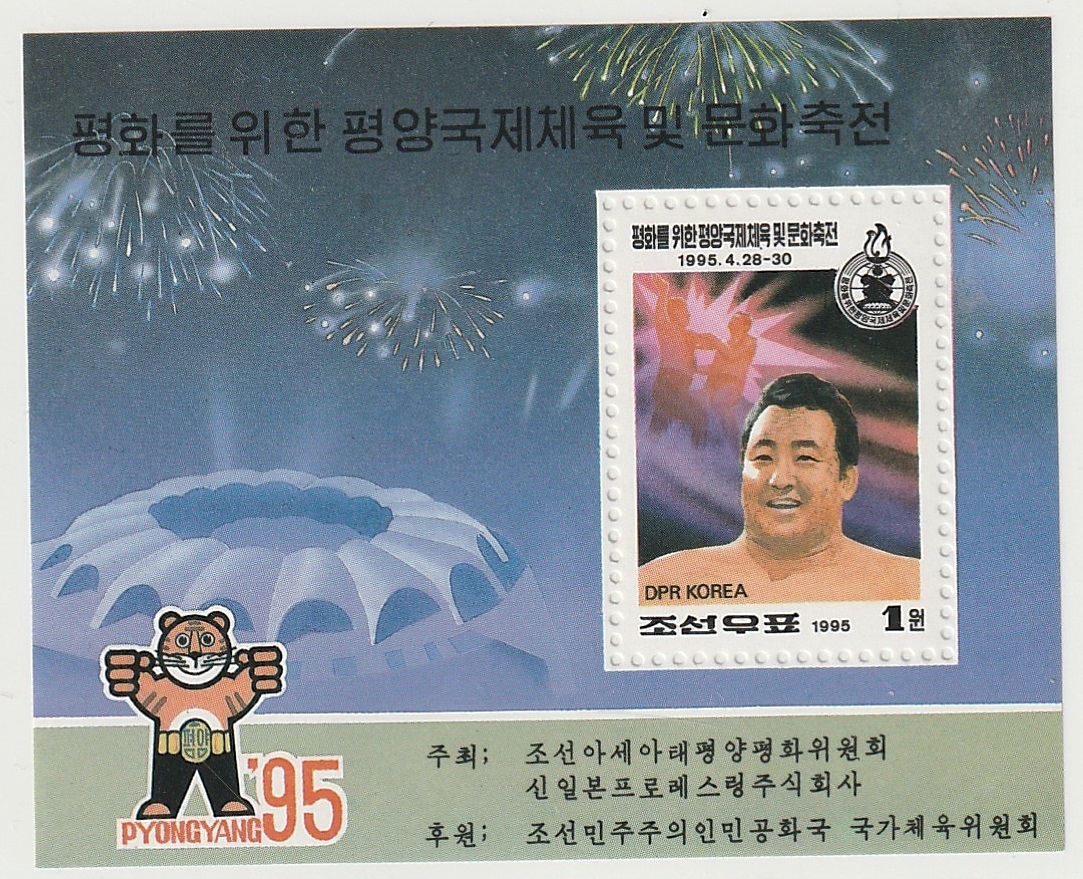 평화를 위한 평양국제체육 및 문화축전
평화를 위한 평양국제체육 및 문화축전
1995.4.28-30
DPR KOREA
조선우표 1995 1원
평양
'95
PYONGYANG
주최; 조선아세아태평양평화위원회
신일본프로레스링주식회사
후원; 조선민주주의인민공화국 국가체육위원회